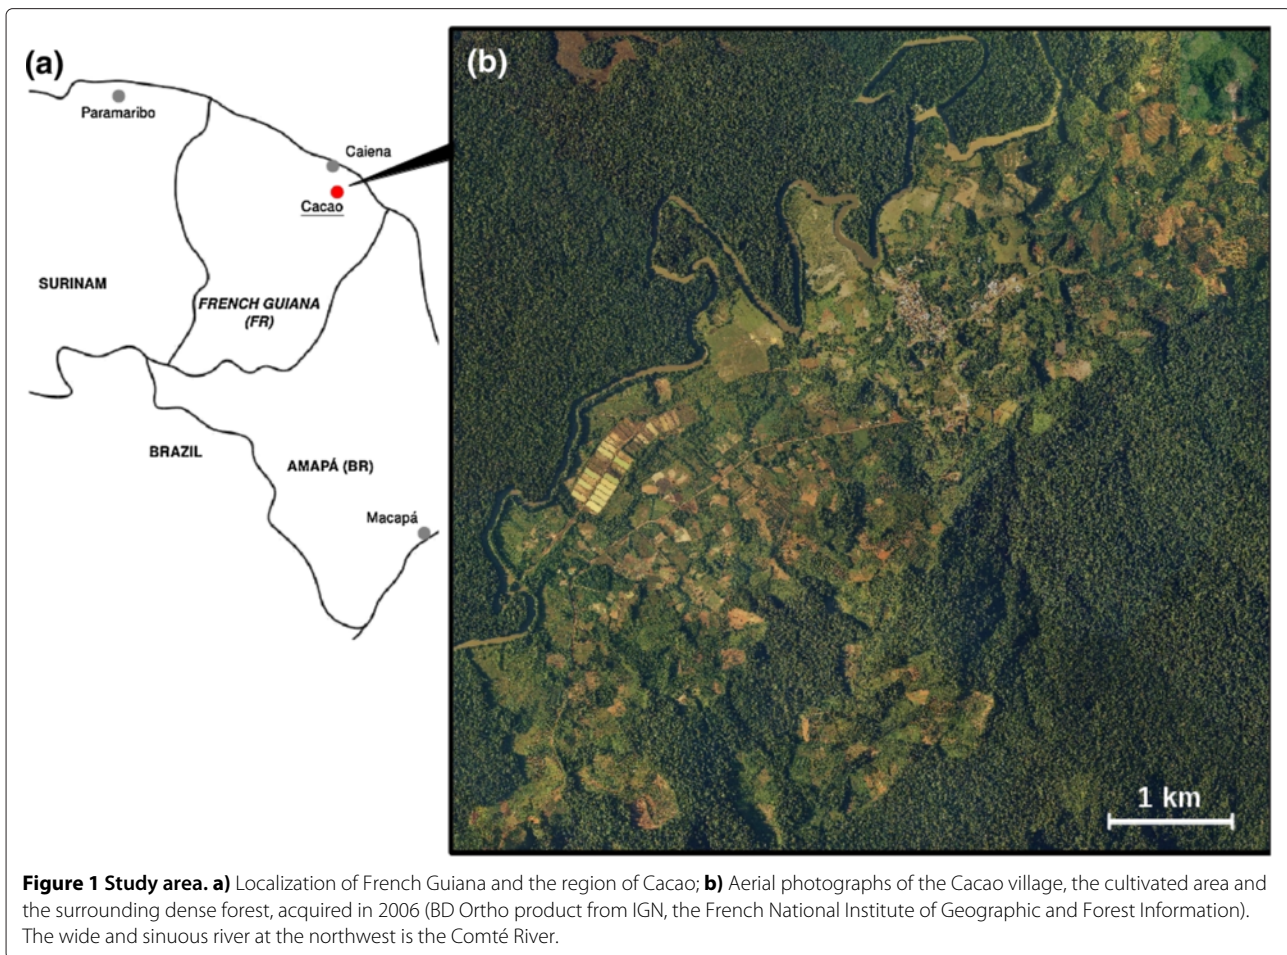 (a)
(b)
Paramaribo
Caiena
Cacao
SURINAM
FRENCH GUIANA
(FR)
BRAZIL
AMAPÁ (BR)
Macapá
1 km
Figure 1 Study area. a) Localization of French Guiana and the region of Cacao; b) Aerial photographs of the Cacao village, the cultivated area and
the surrounding dense forest, acquired in 2006 (BD Ortho product from IGN, the French National Institute of Geographic and Forest Information).
The wide and sinuous river at the northwest is the Comté River.